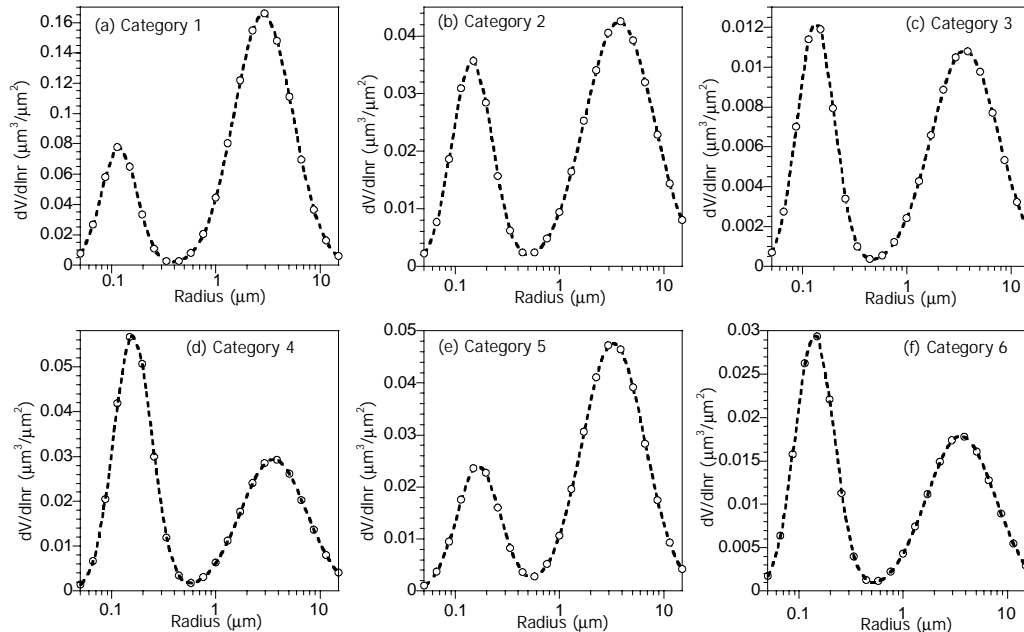 (a) Category 1
dV/dlnr (μm³/μm²)
0.16
0.14
0.12
0.1
0.08
0.06
0.04
0.02
0
0.1 1 10
Radius (μm)
(b) Category 2
dV/dlnr (μm³/μm²)
0.04
0.03
0.02
0.01
0
0.1 1 10
Radius (μm)
(c) Category 3
dV/dlnr (μm³/μm²)
0.012
0.01
0.008
0.006
0.004
0.002
0
0.1 1 10
Radius (μm)
(d) Category 4
dV/dlnr (μm³/μm²)
0.05
0.04
0.03
0.02
0.01
0
0.1 1 10
Radius (μm)
(e) Category 5
dV/dlnr (μm³/μm²)
0.05
0.04
0.03
0.02
0.01
0
0.1 1 10
Radius (μm)
(f) Category 6
dV/dlnr (μm³/μm²)
0.03
0.025
0.02
0.015
0.01
0.005
0
0.1 1 10
Radius (μm)